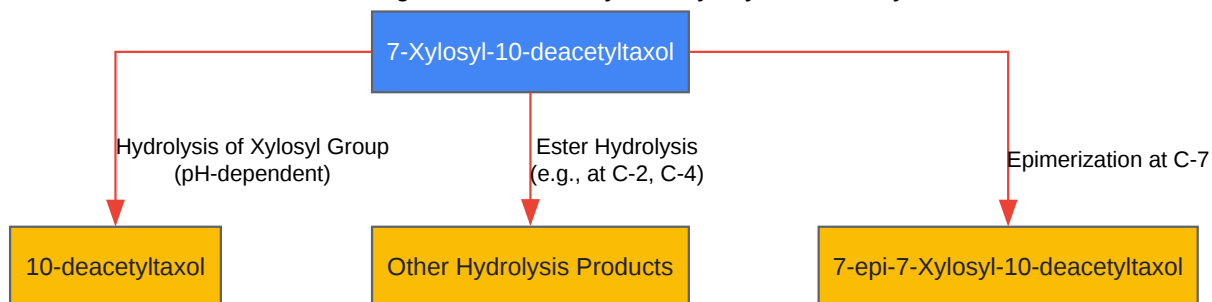 7-Xylosyl-10-deacetyltaxol
Hydrolysis of Xylosyl Group
(pH-dependent)
Ester Hydrolysis
(e.g., at C-2, C-4)
Epimerization at C-7
10-deacetyltaxol
Other Hydrolysis Products
7-epi-7-Xylosyl-10-deacetyltaxol